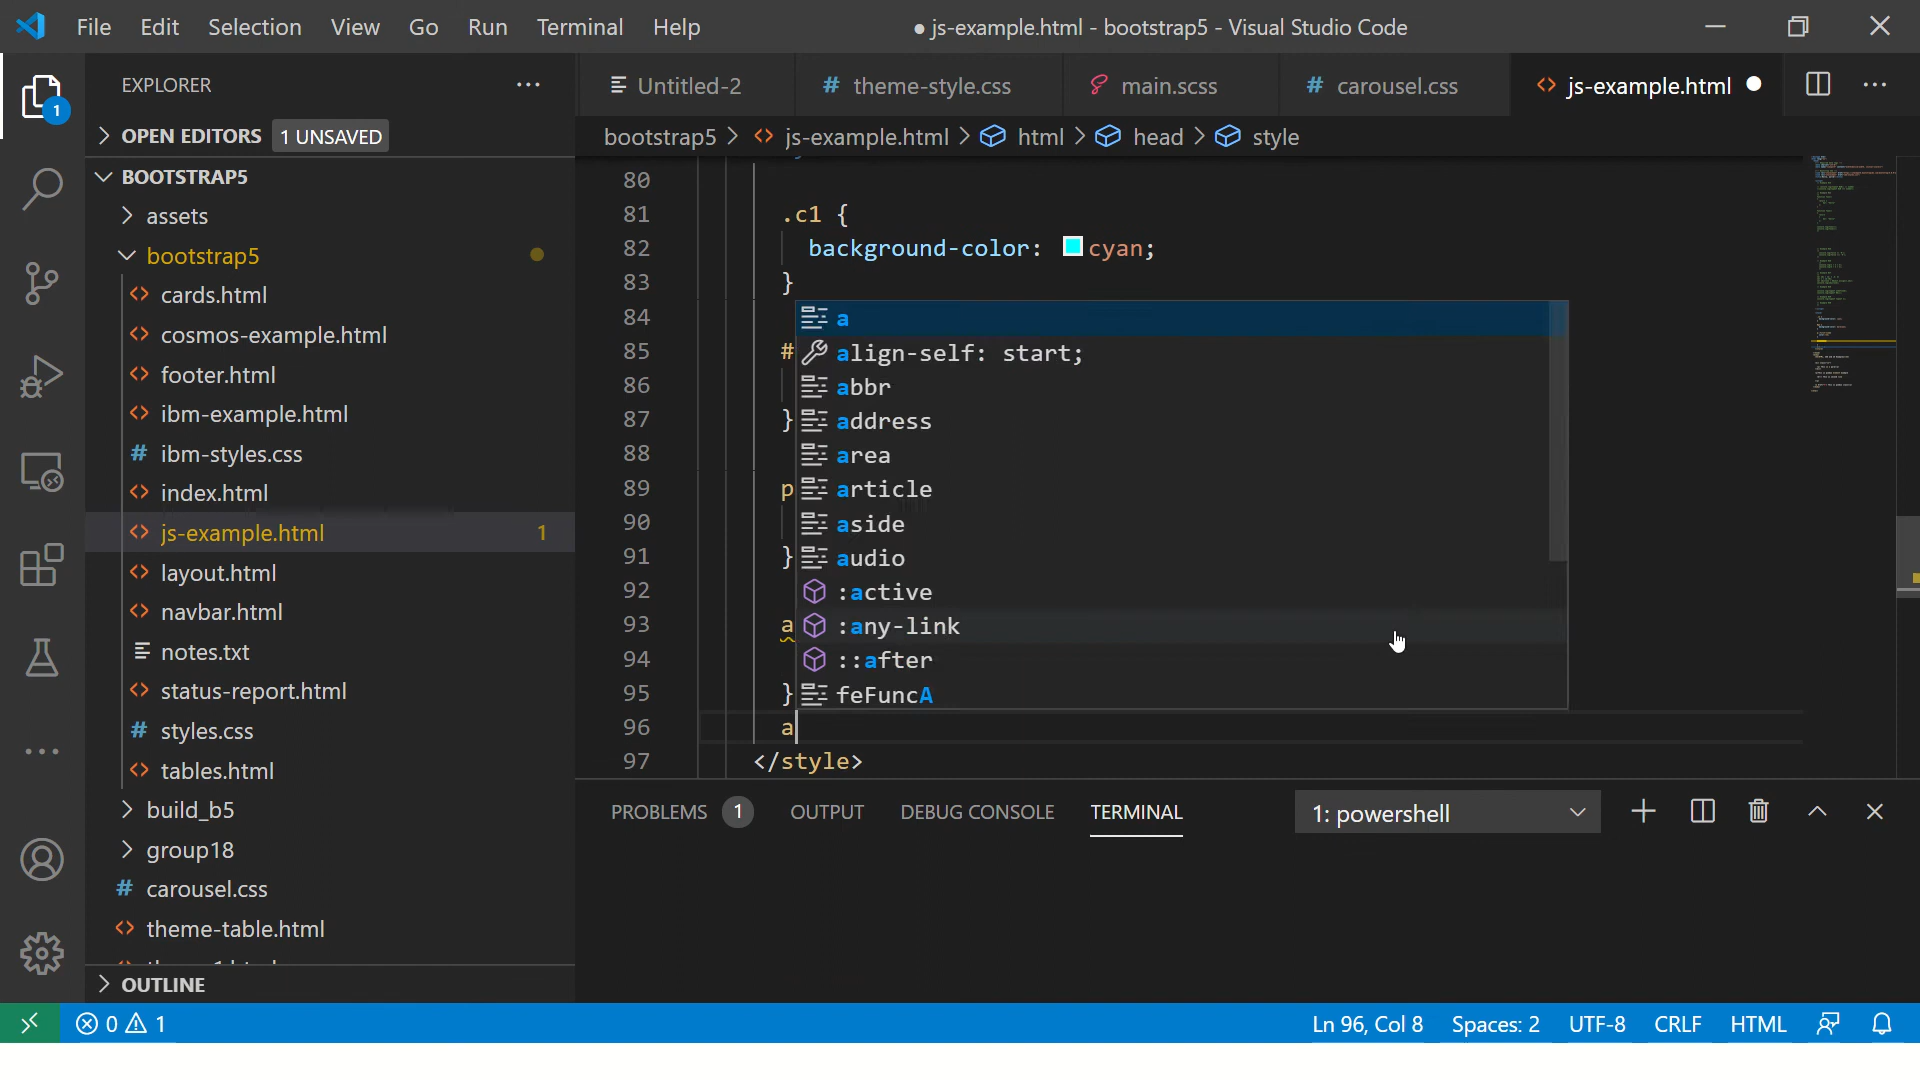 File Edit Selection View Go Run Terminal Help
● js-example.html - bootstrap5 - Visual Studio Code
EXPLORER
OPEN EDITORS 1 UNSAVED
BOOTSTRAP5
assets
bootstrap5
cards.html
cosmos-example.html
footer.html
ibm-example.html
# ibm-styles.css
index.html
js-example.html 1
layout.html
navbar.html
notes.txt
status-report.html
# styles.css
tables.html
build_b5
group18
# carousel.css
theme-table.html
OUTLINE
1
Untitled-2
# theme-style.css
main.scss
# carousel.css
js-example.html
bootstrap5 > js-example.html > html > head > style
80
81 .c1 {
82 background-color: cyan;
83 }
84
85 #
86
87 }
88
89 p
90
91 }
92
93 a
94
95 }
96 a
97 </style>
a
align-self: start;
abbr
address
area
article
aside
audio
:active
:any-link
::after
feFuncA
PROBLEMS 1 OUTPUT DEBUG CONSOLE TERMINAL
1: powershell
0 1
Ln 96, Col 8 Spaces: 2 UTF-8 CRLF HTML